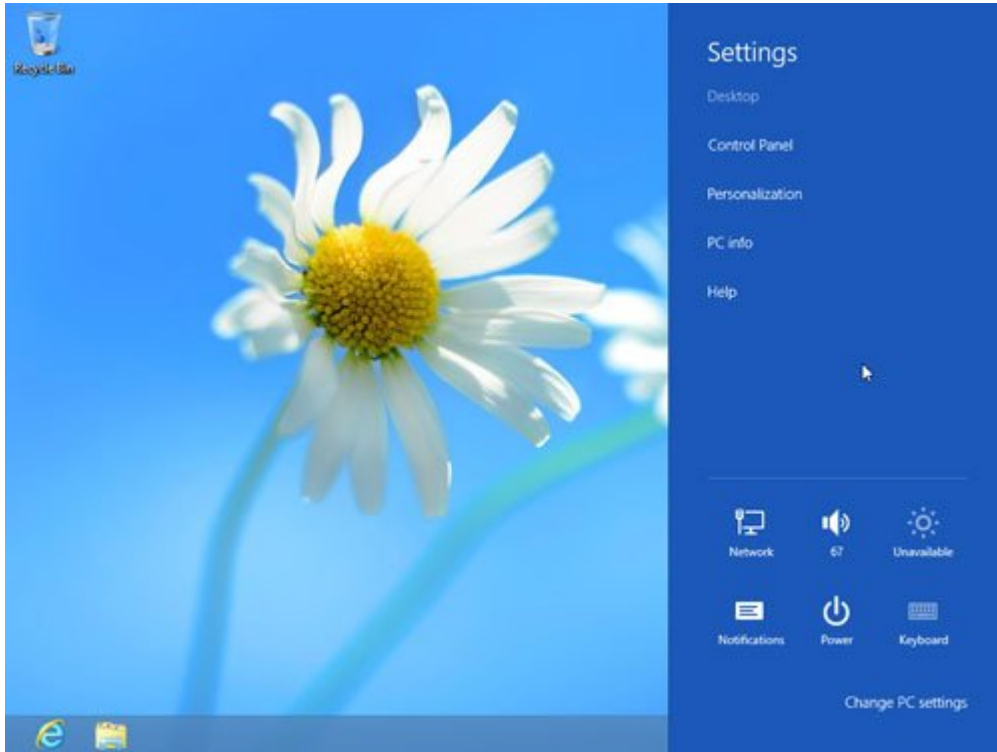 Recycle Bin
Settings
Desktop
Control Panel
Personalization
PC info
Help
Network
67
Unavailable
Notifications
Power
Keyboard
Change PC settings